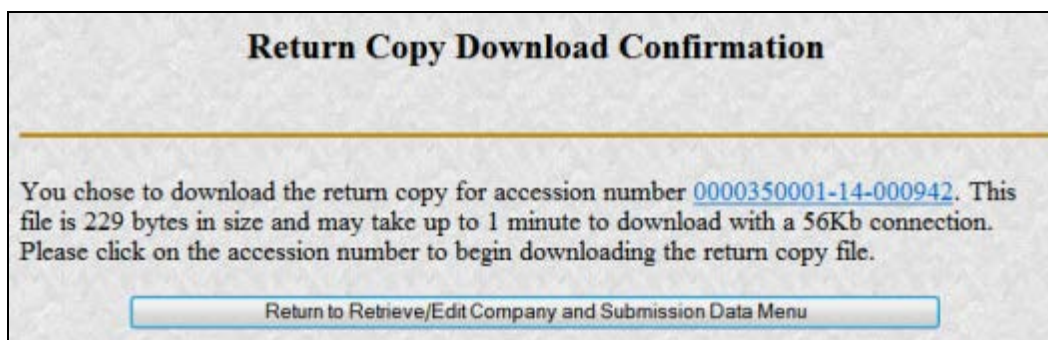 Return Copy Download Confirmation
You chose to download the return copy for accession number 0000350001-14-000942. This
file is 229 bytes in size and may take up to 1 minute to download with a 56Kb connection.
Please click on the accession number to begin downloading the return copy file.
Return to Retrieve/Edit Company and Submission Data Menu